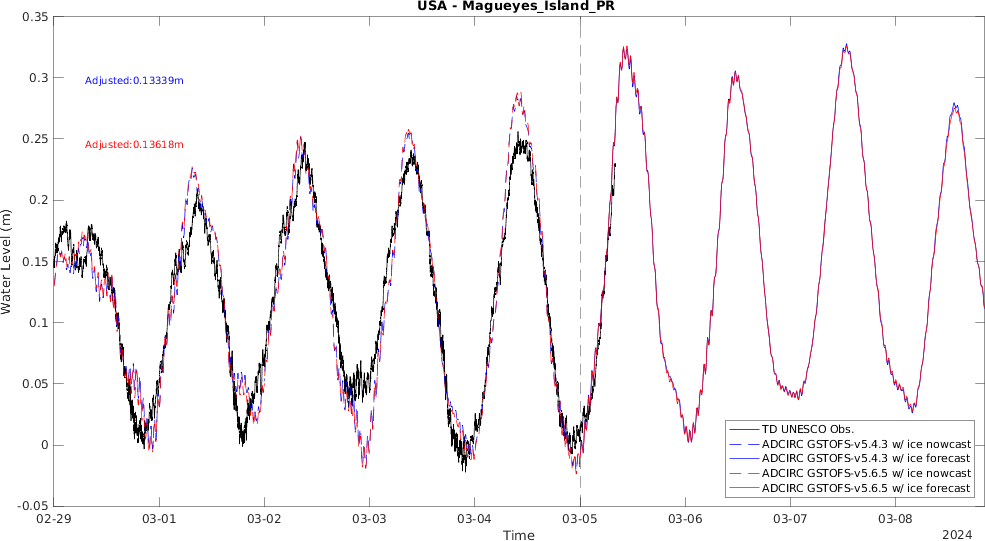 USA - Magueyes_Island_PR
0.35
0.3
0.25
0.2
0.15
0.1
0.05
0
-0.05
Water Level (m)
Adjusted:0.13339m
Adjusted:0.13618m
TD UNESCO Obs.
ADCIRC GSTOFS-v5.4.3 w/ ice nowcast
ADCIRC GSTOFS-v5.4.3 w/ ice forecast
ADCIRC GSTOFS-v5.6.5 w/ ice nowcast
ADCIRC GSTOFS-v5.6.5 w/ ice forecast
02-29 03-01 03-02 03-03 03-04 03-05 03-06 03-07 03-08
Time
2024